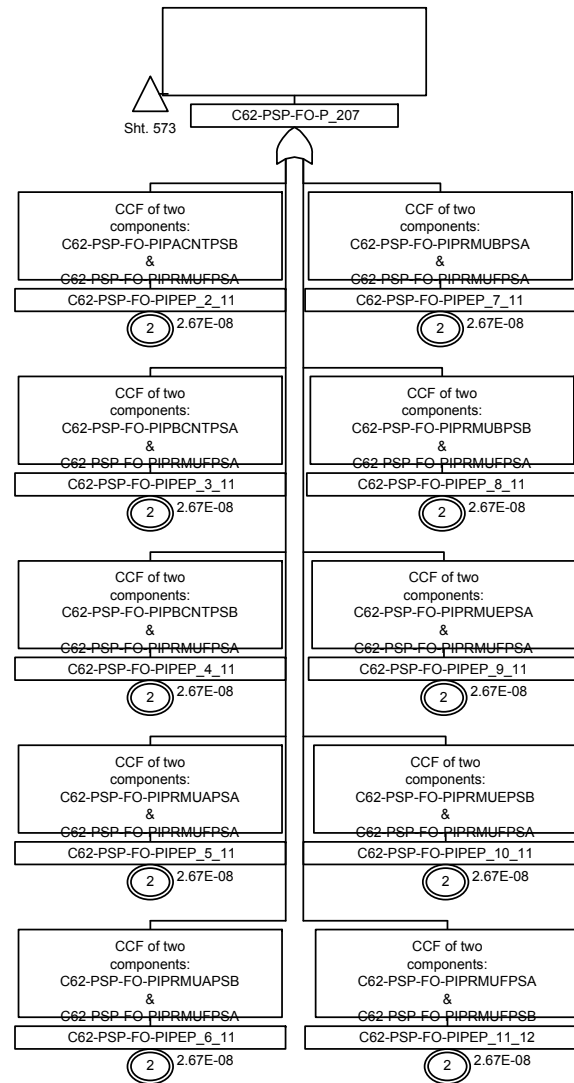 C62-PSP-FO-P_207
Sht. 573
CCF of two
components:
C62-PSP-FO-PIPACNTPSB
&
C62-PSP-FO-PIPRMUFPSA
C62-PSP-FO-PIPEP_2_11
2
2.67E-08
CCF of two
components:
C62-PSP-FO-PIPRMUBPSA
&
C62-PSP-FO-PIPRMUFPSA
C62-PSP-FO-PIPEP_7_11
2
2.67E-08
CCF of two
components:
C62-PSP-FO-PIPBCNTPSA
&
C62-PSP-FO-PIPRMUFPSA
C62-PSP-FO-PIPEP_3_11
2
2.67E-08
CCF of two
components:
C62-PSP-FO-PIPRMUBPSB
&
C62-PSP-FO-PIPRMUFPSA
C62-PSP-FO-PIPEP_8_11
2
2.67E-08
CCF of two
components:
C62-PSP-FO-PIPBCNTPSB
&
C62-PSP-FO-PIPRMUFPSA
C62-PSP-FO-PIPEP_4_11
2
2.67E-08
CCF of two
components:
C62-PSP-FO-PIPRMUEPSA
&
C62-PSP-FO-PIPRMUFPSA
C62-PSP-FO-PIPEP_9_11
2
2.67E-08
CCF of two
components:
C62-PSP-FO-PIPRMUAPSA
&
C62-PSP-FO-PIPRMUFPSA
C62-PSP-FO-PIPEP_5_11
2
2.67E-08
CCF of two
components:
C62-PSP-FO-PIPRMUEPSB
&
C62-PSP-FO-PIPRMUFPSA
C62-PSP-FO-PIPEP_10_11
2
2.67E-08
CCF of two
components:
C62-PSP-FO-PIPRMUAPSB
&
C62-PSP-FO-PIPRMUFPSA
C62-PSP-FO-PIPEP_6_11
2
2.67E-08
CCF of two
components:
C62-PSP-FO-PIPRMUFPSA
&
C62-PSP-FO-PIPRMUFPSB
C62-PSP-FO-PIPEP_11_12
2
2.67E-08